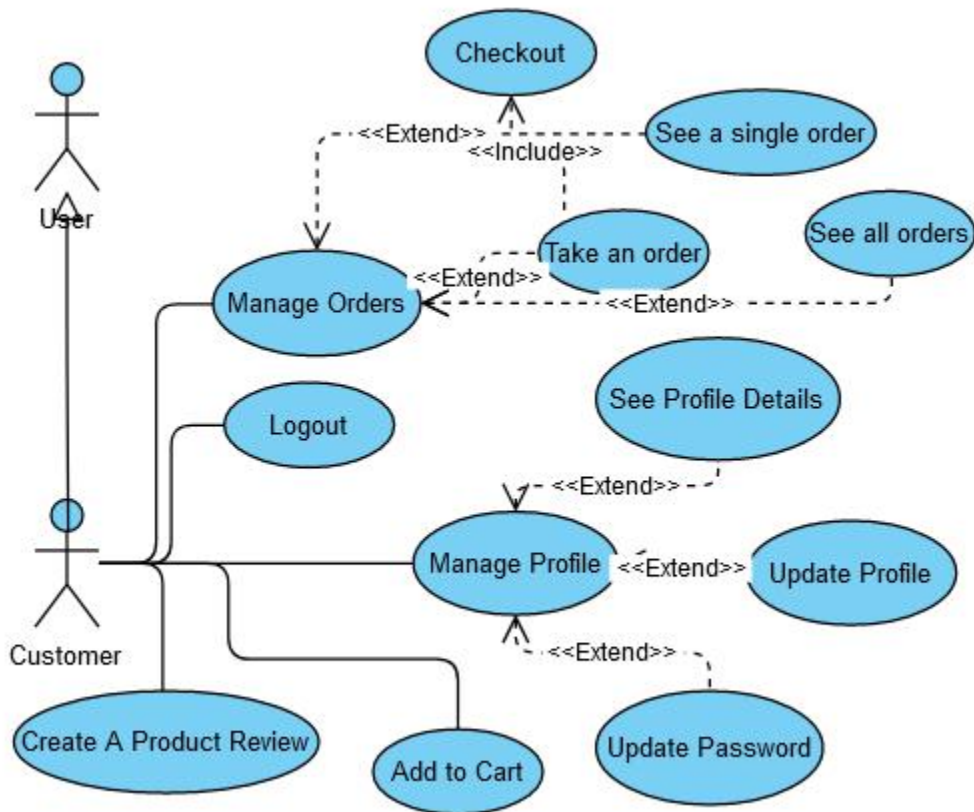 Checkout
<<Extend>>
See a single order
<<Include>>
User
See all orders
Take an order
<<Extend>>
Manage Orders
<<Extend>>
See Profile Details
Logout
<<Extend>>
Manage Profile
<<Extend>>
Update Profile
Customer
<<Extend>>
Create A Product Review
Update Password
Add to Cart